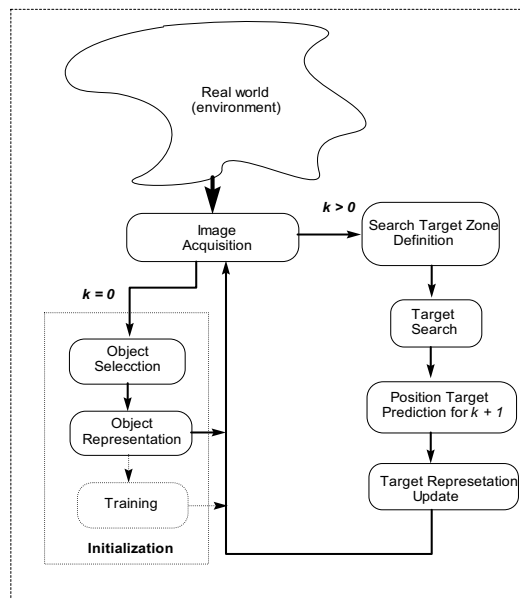 Real world
(environment)
k > 0
Image
Acquisition
Search Target Zone
Definition
k = 0
Target
Search
Object
Selecction
Position Target
Prediction for k + 1
Object
Representation
Target Represetation
Update
Training
Initialization